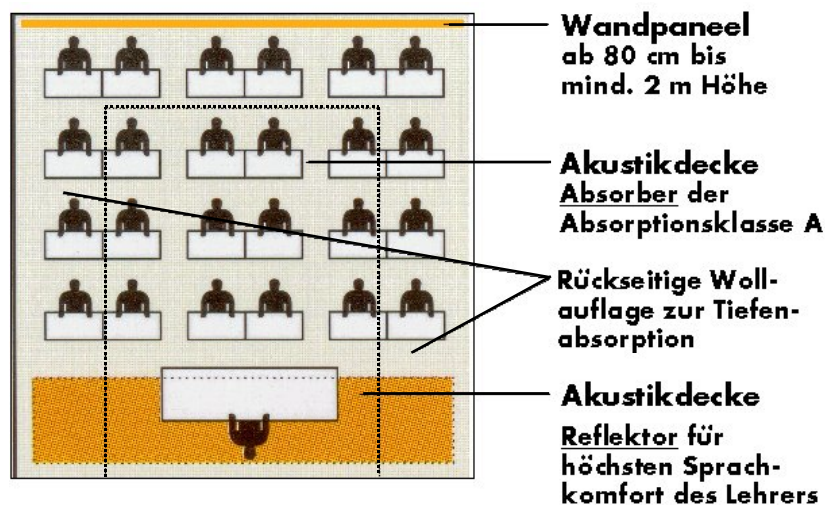 Wandpaneel
ab 80 cm bis
mind. 2 m Höhe
Akustikdecke
Absorber der
Absorptionsklasse A
Rückseitige Woll-
auflage zur Tiefen-
absorption
Akustikdecke
Reflektor für
höchsten Sprach-
komfort des Lehrers